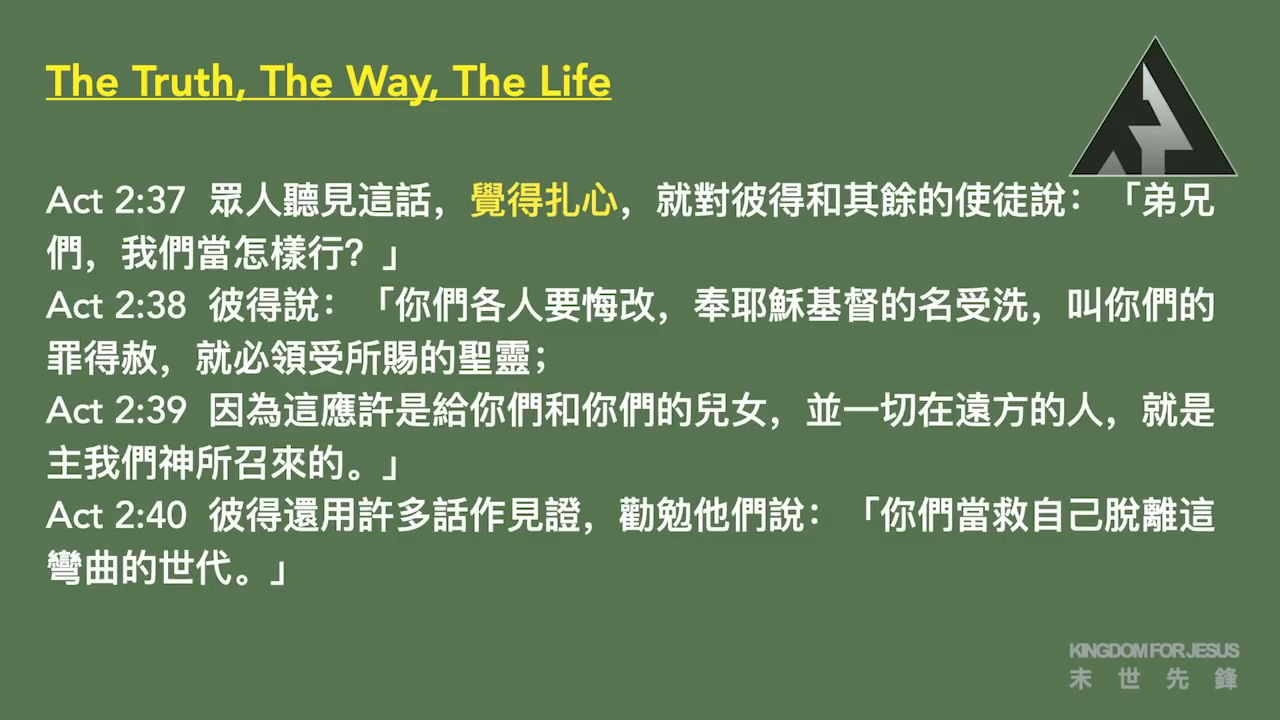 The Truth, The Way, The Life
Act 2:37 眾人聽見這話，覺得扎心，就對彼得和其餘的使徒說：「弟兄
們，我們當怎樣行？」
Act 2:38 彼得說：「你們各人要悔改，奉耶穌基督的名受洗，叫你們的
罪得赦，就必領受所賜的聖靈；
Act 2:39 因為這應許是給你們和你們的兒女，並一切在遠方的人，就是
主我們神所召來的。」
Act 2:40 彼得還用許多話作見證，勸勉他們說：「你們當救自己脫離這
彎曲的世代。」
KINGDOM FOR JESUS
末世先鋒